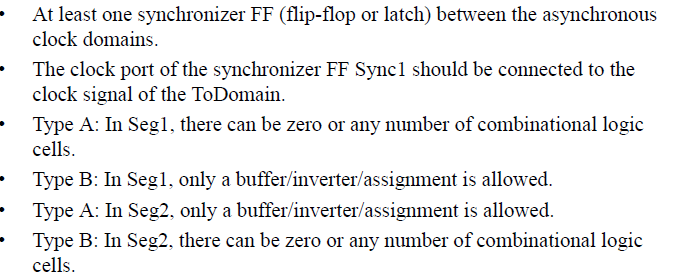 • At least one synchronizer FF (flip-flop or latch) between the asynchronous
clock domains.
• The clock port of the synchronizer FF Sync1 should be connected to the
clock signal of the ToDomain.
• Type A: In Seg1, there can be zero or any number of combinational logic
cells.
• Type B: In Seg1, only a buffer/inverter/assignment is allowed.
• Type A: In Seg2, only a buffer/inverter/assignment is allowed.
• Type B: In Seg2, there can be zero or any number of combinational logic
cells.